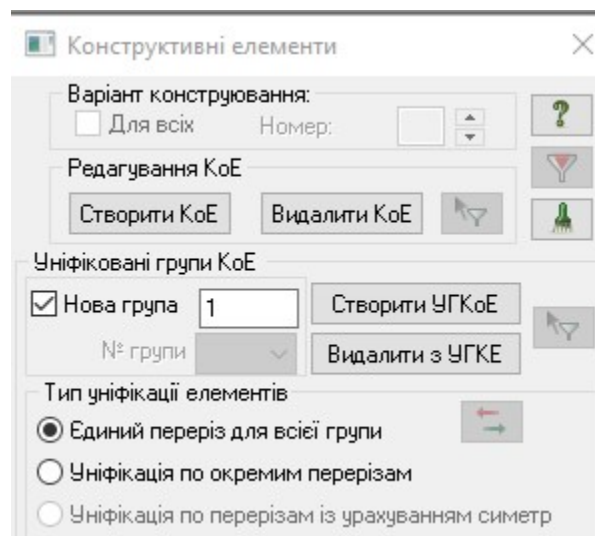 Конструктивні елементи
Варіант конструювання:
Для всіх Номер:
Редагування КоЕ
Створити КоЕ Видалити КоЕ
Уніфіковані групи КоЕ
Нова група 1 Створити УГКоЕ
№ групи Видалити з УГКЕ
Тип уніфікації елементів
Єдиний переріз для всієї групи
Уніфікація по окремим перерізам
Уніфікація по перерізам із урахуванням симетр